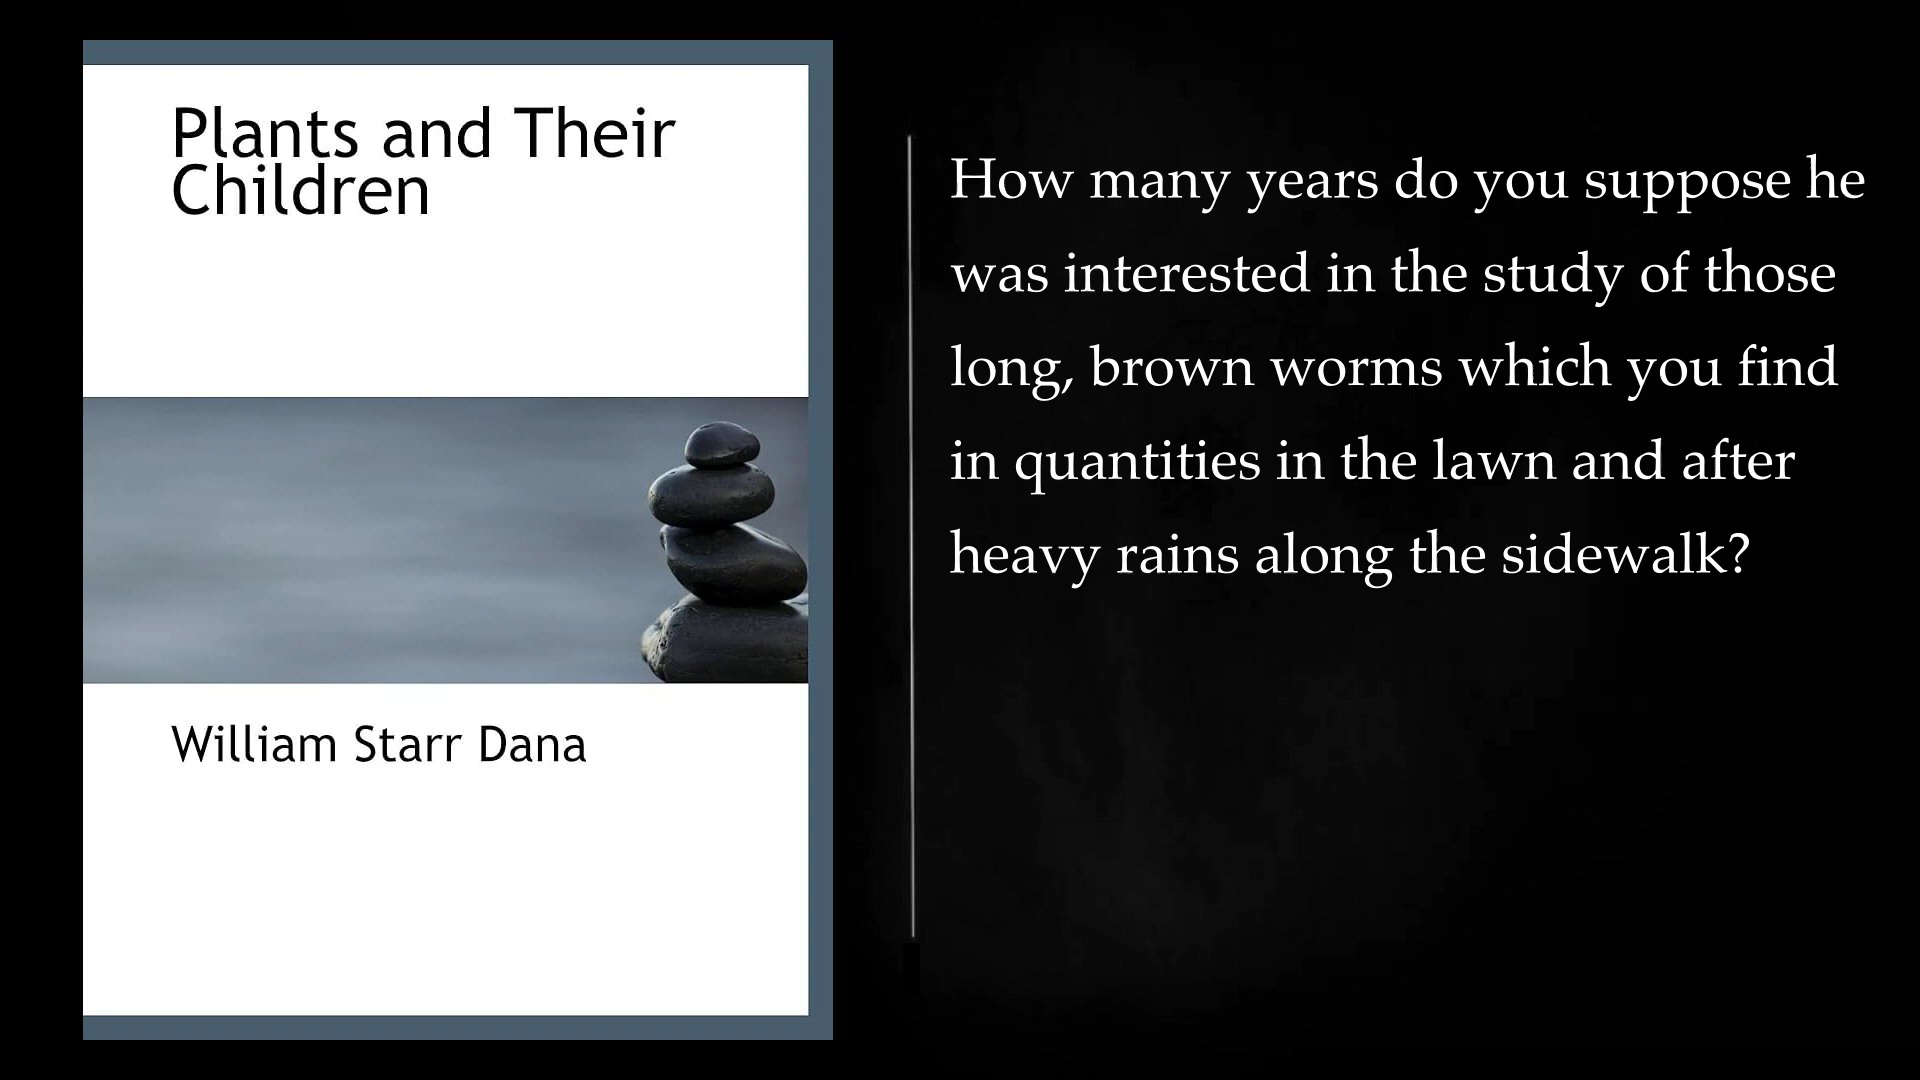 Plants and Their
Children
William Starr Dana
How many years do you suppose he
was interested in the study of those
long, brown worms which you find
in quantities in the lawn and after
heavy rains along the sidewalk?